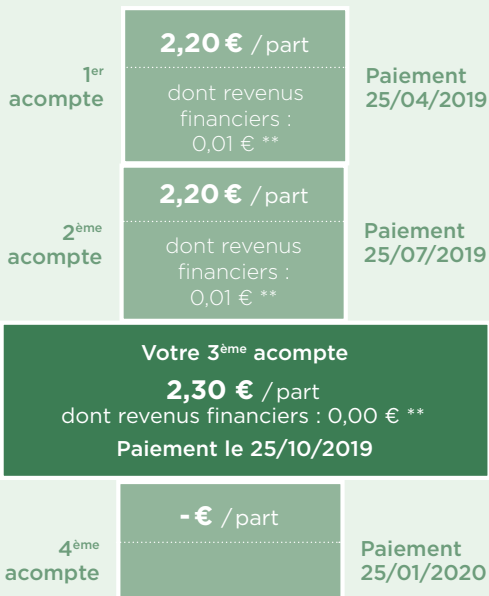 1er
acompte
2,20 € / part
dont revenus
financiers :
0,01 € **
Paiement
25/04/2019
2ème
acompte
2,20 € / part
dont revenus
financiers :
0,01 € **
Paiement
25/07/2019
Votre 3ème acompte
2,30 € / part
dont revenus financiers : 0,00 € **
Paiement le 25/10/2019
4ème
acompte
- € / part
Paiement
25/01/2020